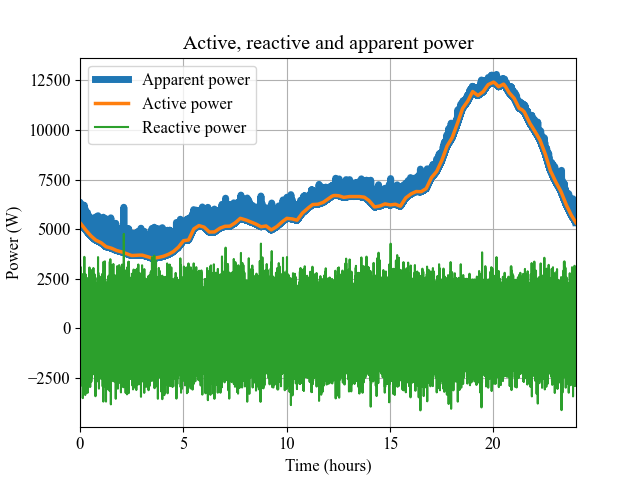 Active, reactive and apparent power
Apparent power
Active power
Reactive power
12500
10000
7500
5000
2500
0
−2500
Power (W)
0
5
10
15
20
Time (hours)